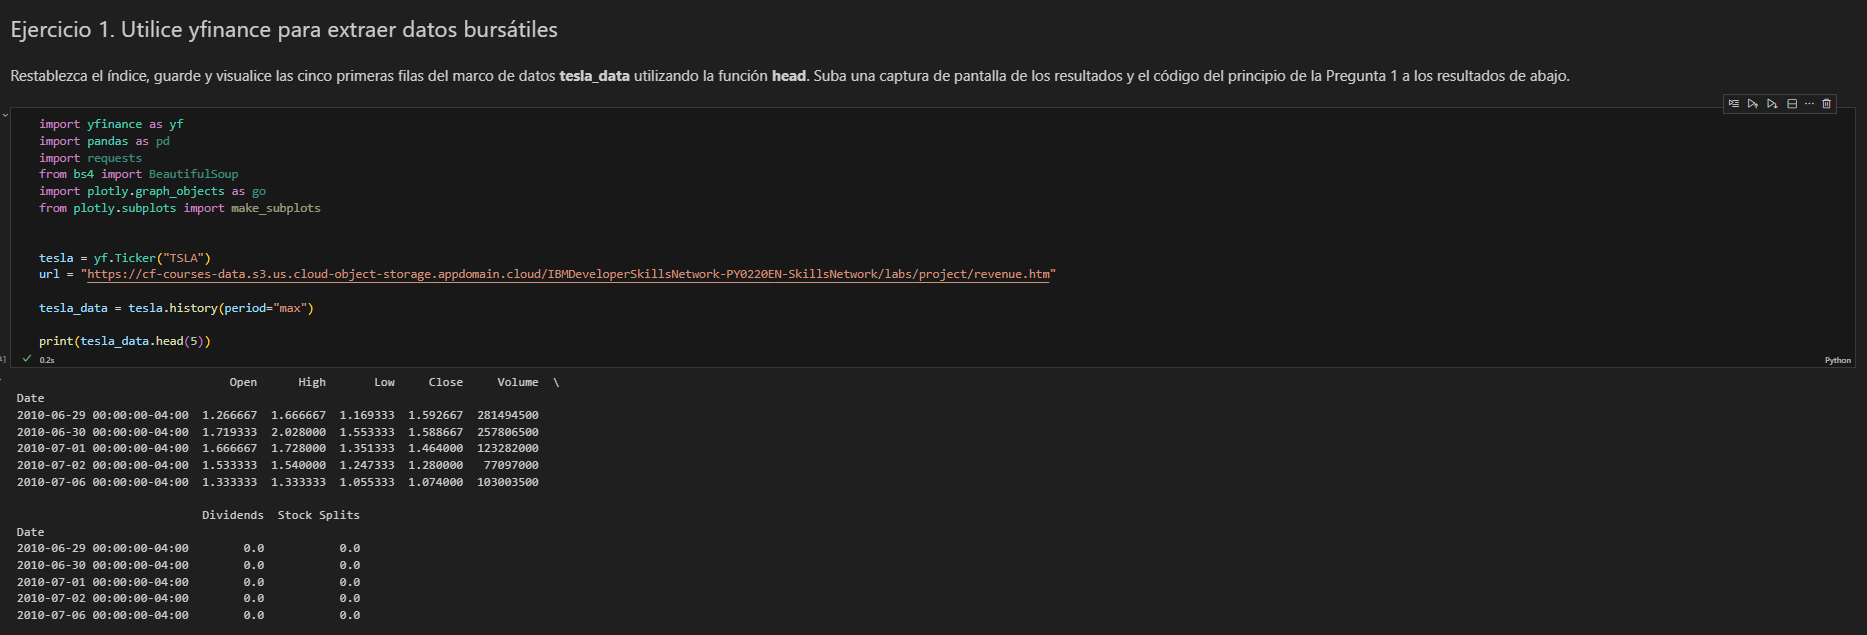 Ejercicio 1. Utilice yfinance para extraer datos bursátiles
Restablezca el índice, guarde y visualice las cinco primeras filas del marco de datos tesla_data utilizando la función head. Suba una captura de pantalla de los resultados y el código del principio de la Pregunta 1 a los resultados de abajo.
import yfinance as yf
import pandas as pd
import requests
from bs4 import BeautifulSoup
import plotly.graph_objects as go
from plotly.subplots import make_subplots
tesla = yf.Ticker("TSLA")
url = "https://cf-courses-data.s3.us.cloud-object-storage.appdomain.cloud/IBMDeveloperSkillsNetwork-PY0220EN-SkillsNetwork/labs/project/revenue.htm"
tesla_data = tesla.history(period="max")
print(tesla_data.head(5))
0.2s
Python
Open High Low Close Volume \
Date
2010-06-29 00:00:00-04:00 1.266667 1.666667 1.169333 1.592667 281494500
2010-06-30 00:00:00-04:00 1.719333 2.028000 1.553333 1.588667 257806500
2010-07-01 00:00:00-04:00 1.666667 1.728000 1.351333 1.464000 123282000
2010-07-02 00:00:00-04:00 1.533333 1.540000 1.247333 1.280000 77097000
2010-07-06 00:00:00-04:00 1.333333 1.333333 1.055333 1.074000 103003500
Dividends Stock Splits
Date
2010-06-29 00:00:00-04:00 0.0 0.0
2010-06-30 00:00:00-04:00 0.0 0.0
2010-07-01 00:00:00-04:00 0.0 0.0
2010-07-02 00:00:00-04:00 0.0 0.0
2010-07-06 00:00:00-04:00 0.0 0.0